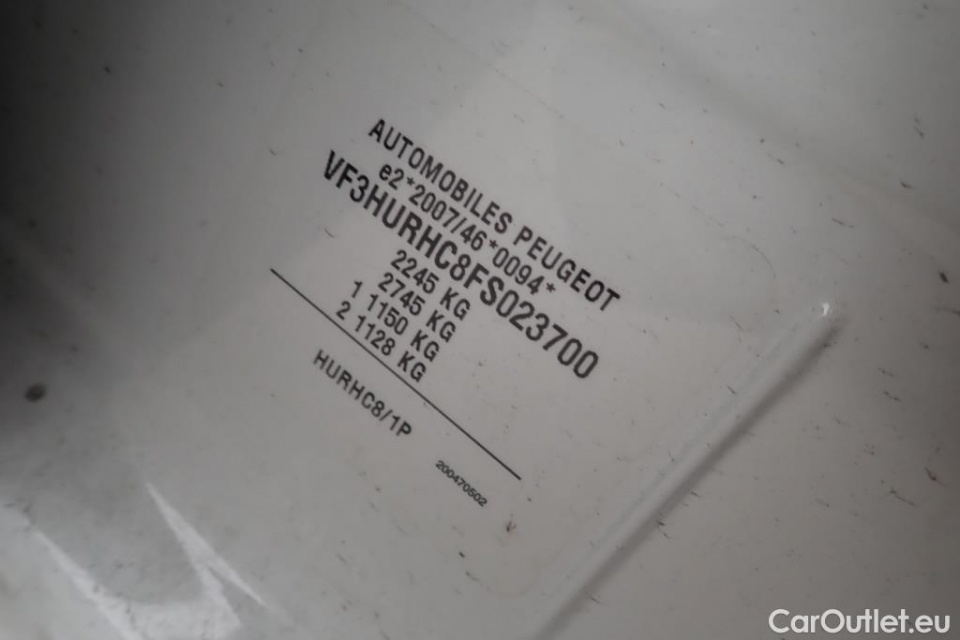 AUTOMOBILES PEUGEOT
e2*2007/46*0094*
VF3HURHC8FS023700
2245 KG
2745 KG
1 1150 KG
2 1128 KG
HURHC8/1P
200470502
CarOutlet.eu